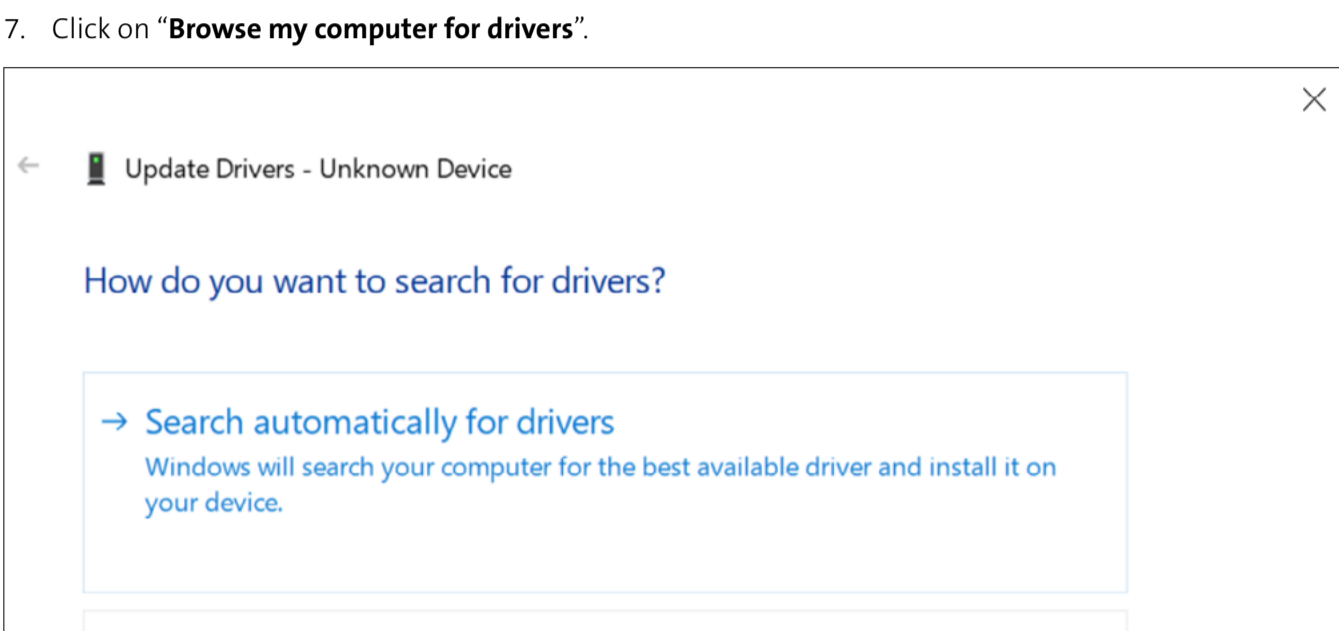 7. Click on “Browse my computer for drivers”.
Update Drivers - Unknown Device
How do you want to search for drivers?
Search automatically for drivers
Windows will search your computer for the best available driver and install it on
your device.